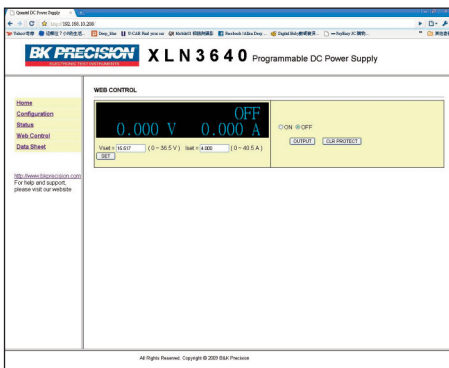 Quantel DC Power Supply
192.168.10.208
BK PRECISION
XLN3640 Programmable DC Power Supply
WEB CONTROL
Home
Configuration
Status
Web Control
Data Sheet
OFF
0.000 V 0.000 A
ON OFF
OUTPUT CLR PROTECT
Vset = 15.517 ( 0 ~ 36.5 V ) Iset = 4.000 ( 0 ~ 40.5 A )
SET
http://www.bkprecision.com
For help and support,
please visit our website
All Rights Reserved. Copyright © 2009 B&K Precision